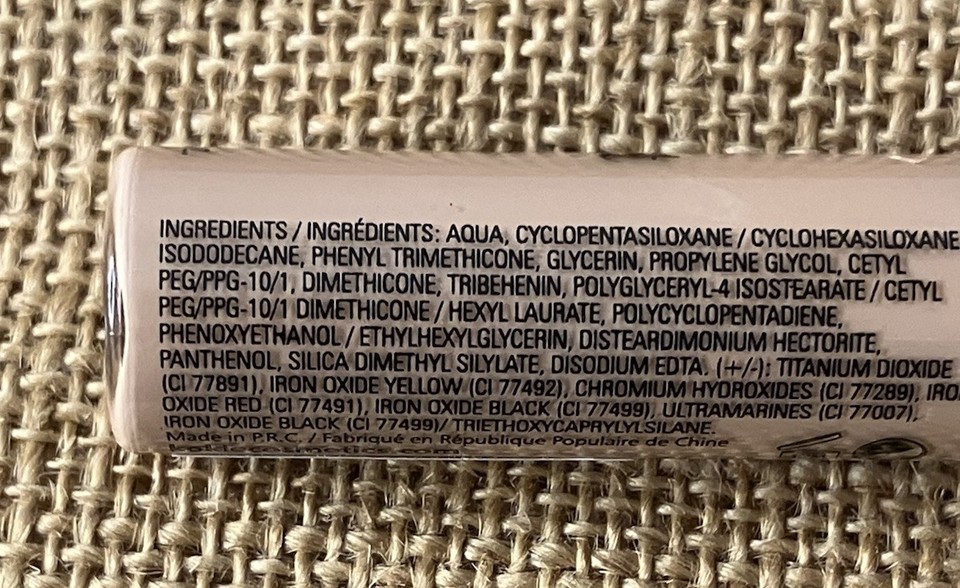 INGREDIENTS / INGRÉDIENTS: AQUA, CYCLOPENTASILOXANE / CYCLOHEXASILOXANE
ISODODECANE, PHENYL TRIMETHICONE, GLYCERIN, PROPYLENE GLYCOL, CETYL
PEG/PPG-10/1, DIMETHICONE, TRIBEHENIN, POLYGLYCERYL-4 ISOSTEARATE / CETYL
PEG/PPG-10/1 DIMETHICONE / HEXYL LAURATE, POLYCYCLOPENTADIENE,
PHENOXYETHANOL / ETHYLHEXYLGLYCERIN, DISTEARDIMONIUM HECTORITE,
PANTHENOL, SILICA DIMETHYL SILYLATE, DISODIUM EDTA. (+/-): TITANIUM DIOXIDE
(CI 77891), IRON OXIDE YELLOW (CI 77492), CHROMIUM HYDROXIDES (CI 77289), IRO
OXIDE RED (CI 77491), IRON OXIDE BLACK (CI 77499), ULTRAMARINES (CI 77007),
IRON OXIDE BLACK (CI 77499)/ TRIETHOXYCAPRYLYLSILANE.
Made in P.R.C. / Fabriqué en République Populaire de Chine